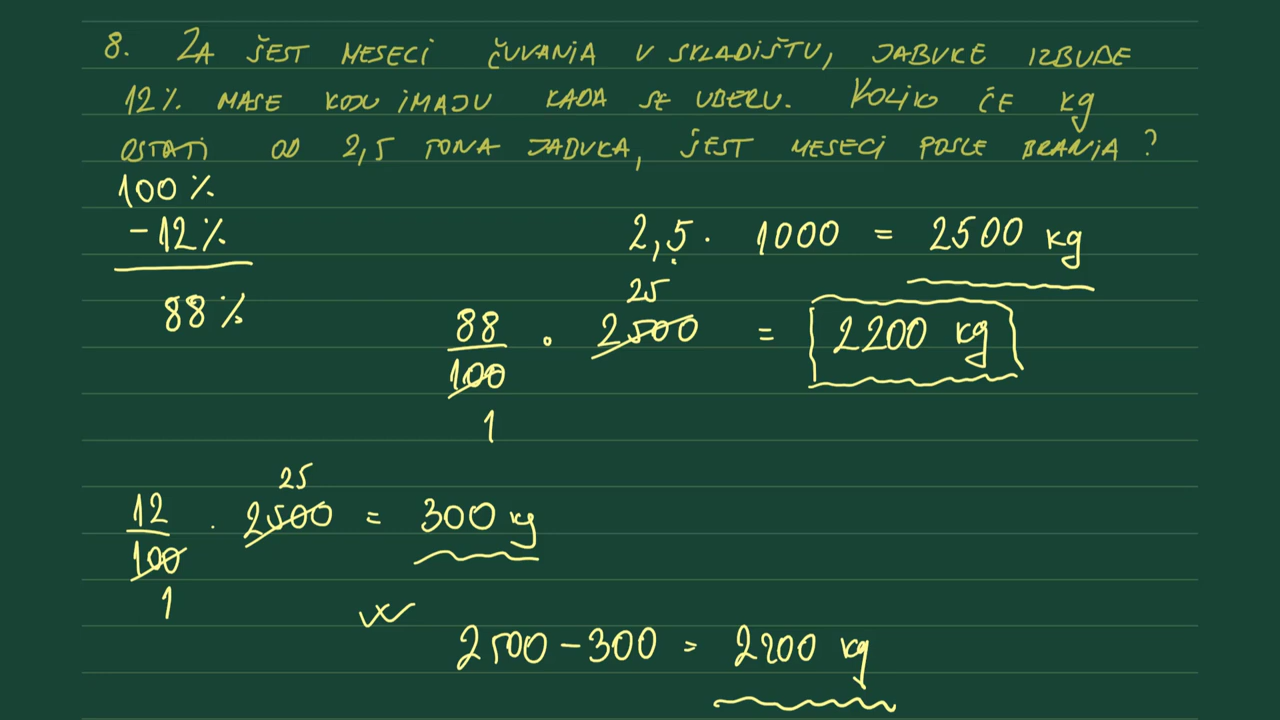 8. ZA ŠEST MESECI ČUVANJA U SKLADIŠTU, JABUKE IZGUBE
12% MASE KOJU IMAJU KADA SE UBERU. KOLIKO ĆE kg
OSTATI OD 2,5 TONA JABUKA, ŠEST MESECI POSLE BRANJA?
100%
-12%
88%
2,5 · 1000 = 2500 kg
25
88/100 · 2500 = 2200 kg
1
25
12/100 · 2500 = 300 kg
1
2500 - 300 = 2200 kg